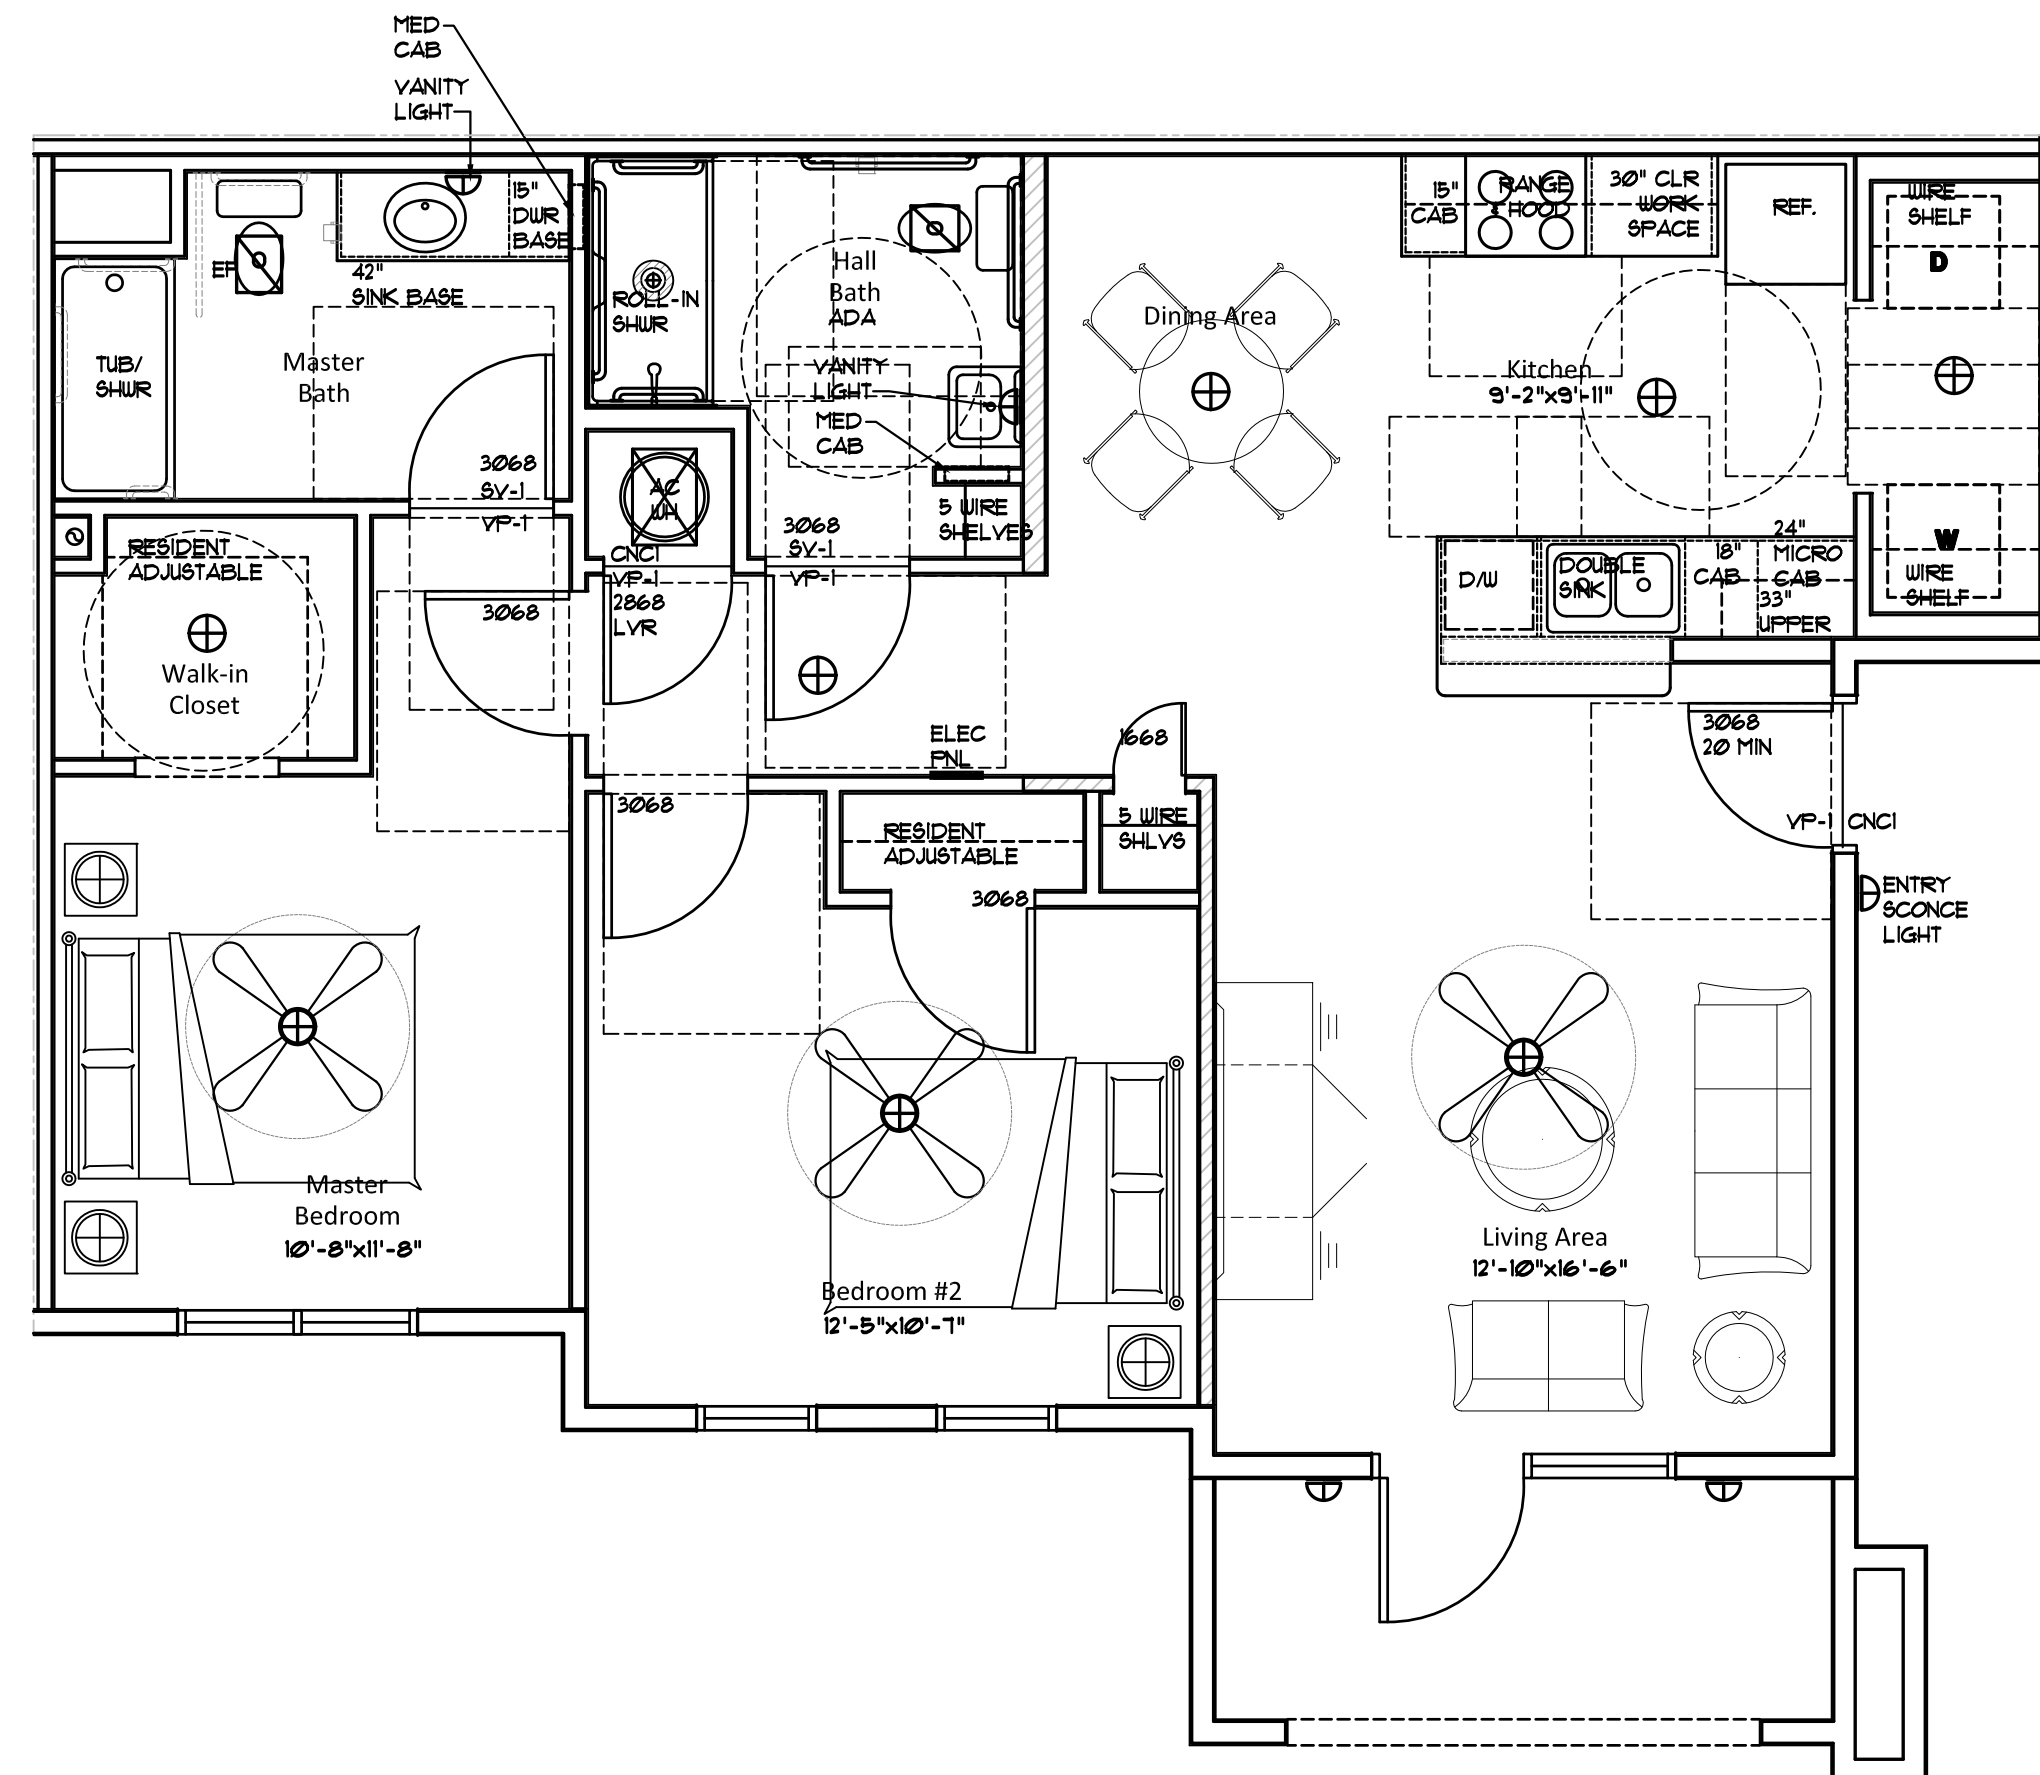 MED
CAB
VANITY
LIGHT
15"
DWR
BASE
42"
SINK BASE
EF
TUB/
SHWR
Master
Bath
3068
SV-1
VP-1
ROLL-IN
SHWR
Hall
Bath
ADA
VANITY
LIGHT
MED
CAB
5 WIRE
SHELVES
3068
SV-1
VP-1
AC
WH
CNC1
VP-1
2868
LVR
Dining Area
15"
CAB
RANGE
& HOOD
30" CLR
WORK
SPACE
REF.
WIRE
SHELF
D
Kitchen
9'-2"x9'-11"
D/W
DOUBLE
SINK
18"
CAB
24"
MICRO
CAB
33"
UPPER
W
WIRE
SHELF
RESIDENT
ADJUSTABLE
Walk-in
Closet
3068
ELEC
PNL
1668
3068
20 MIN
VP-1 CNC1
3068
RESIDENT
ADJUSTABLE
5 WIRE
SHLVS
3068
ENTRY
SCONCE
LIGHT
Master
Bedroom
10'-8"x11'-8"
Bedroom #2
12'-5"x10'-7"
Living Area
12'-10"x16'-6"